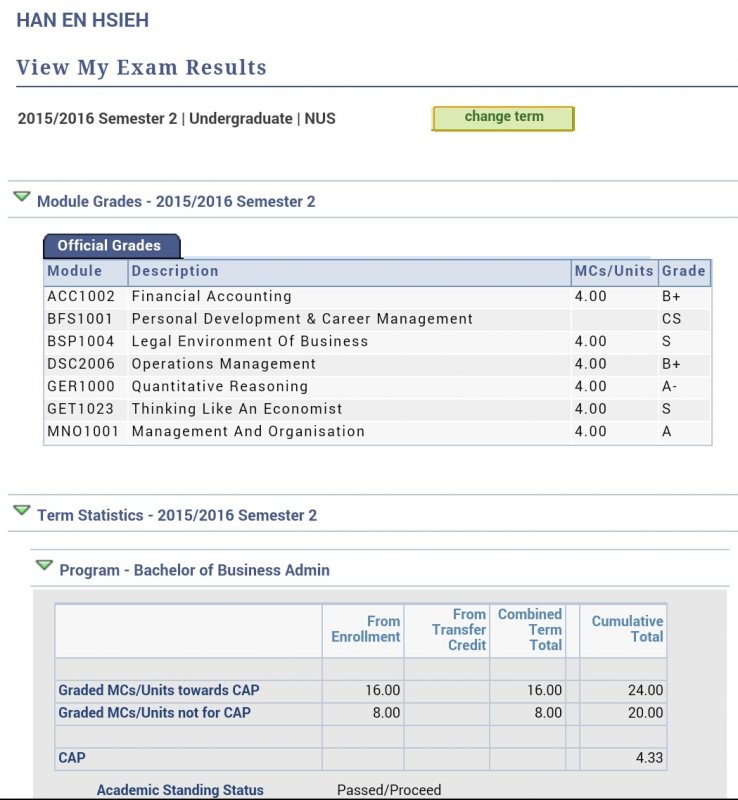 HAN EN HSIEH
View My Exam Results
2015/2016 Semester 2 | Undergraduate | NUS change term
Module Grades - 2015/2016 Semester 2
Official Grades
Module Description MCs/Units Grade
ACC1002 Financial Accounting 4.00 B+
BFS1001 Personal Development & Career Management CS
BSP1004 Legal Environment Of Business 4.00 S
DSC2006 Operations Management 4.00 B+
GER1000 Quantitative Reasoning 4.00 A-
GET1023 Thinking Like An Economist 4.00 S
MNO1001 Management And Organisation 4.00 A
Term Statistics - 2015/2016 Semester 2
Program - Bachelor of Business Admin
From Enrollment From Transfer Credit Combined Term Total Cumulative Total
Graded MCs/Units towards CAP 16.00 16.00 24.00
Graded MCs/Units not for CAP 8.00 8.00 20.00
CAP 4.33
Academic Standing Status Passed/Proceed